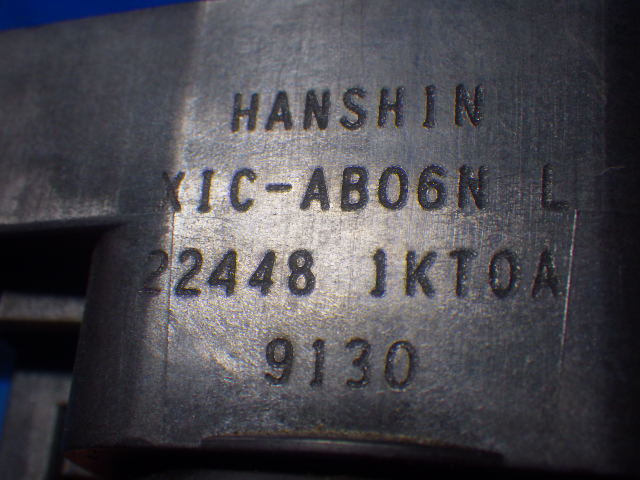 HANSHIN
XIC-AB06N L
22448 1KT0A
9130